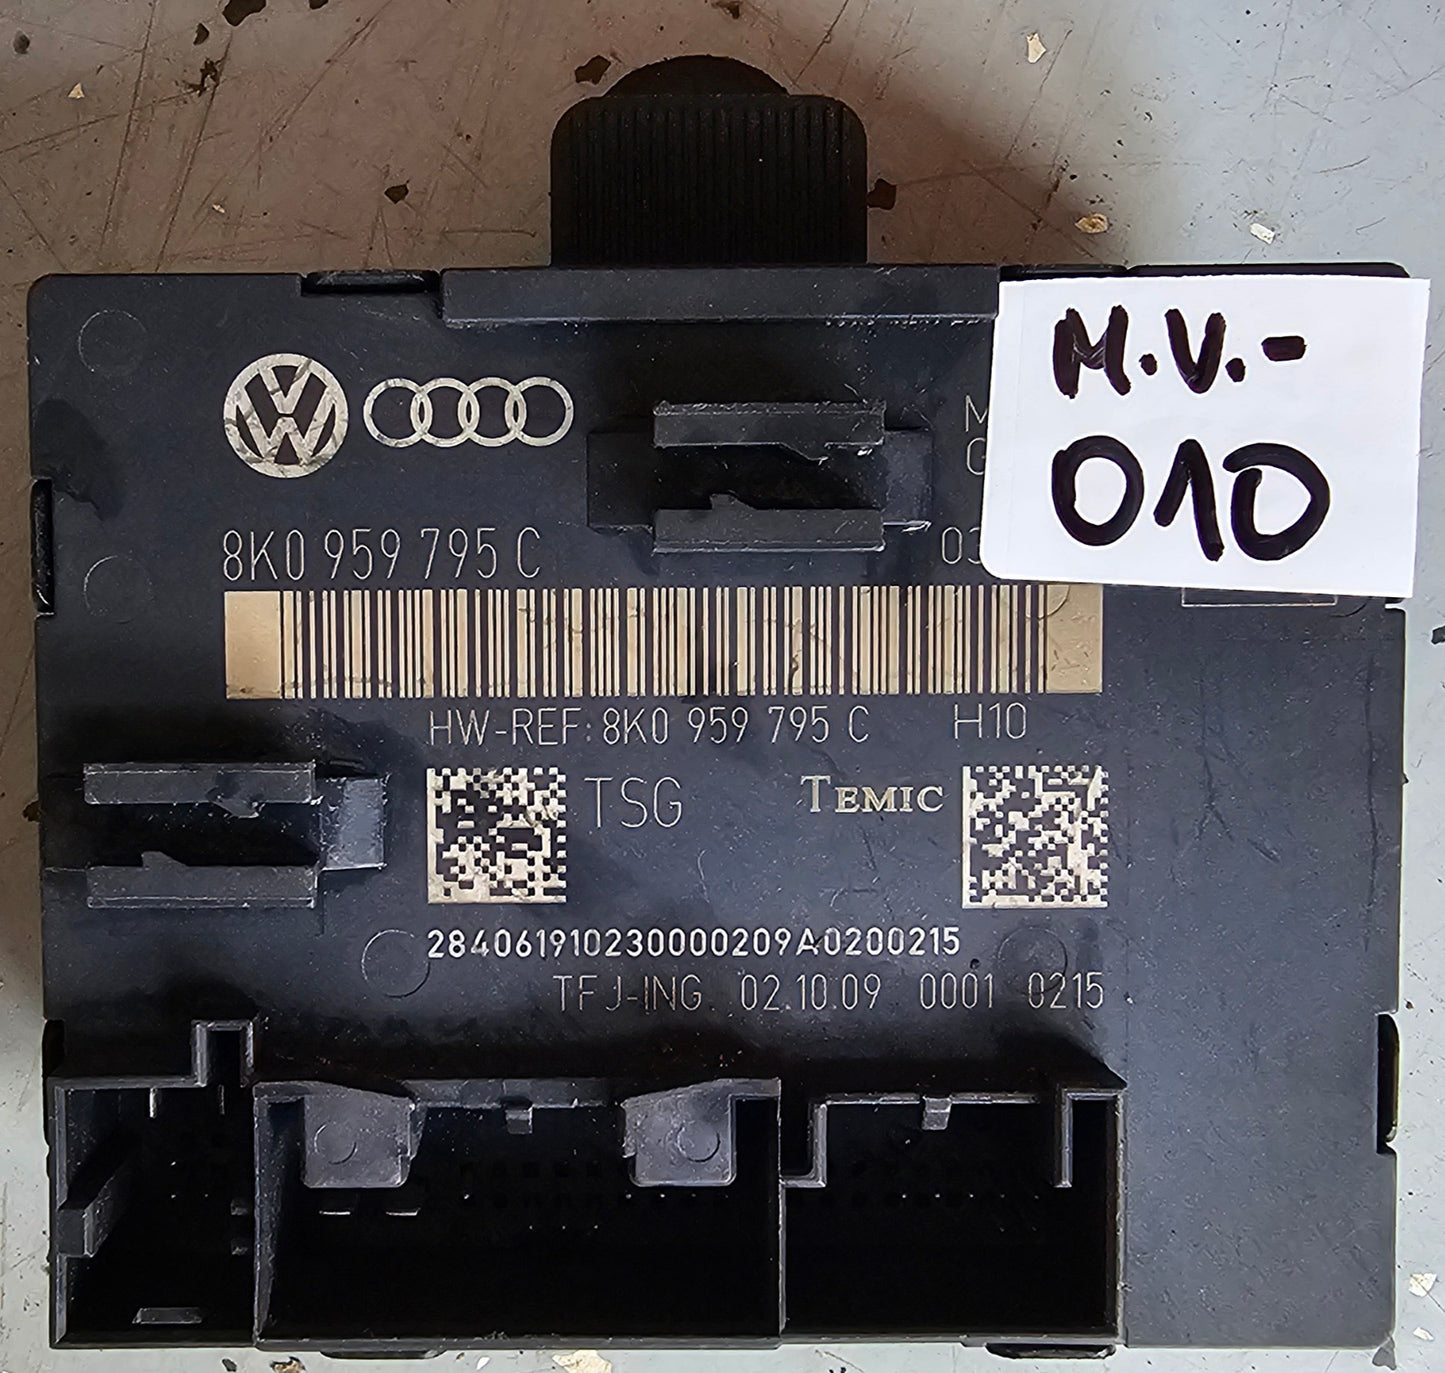 M.V.-
010
8K0 959 795 C
HW-REF: 8K0 959 795 C H10
TSG TEMIC
284061910230000209A0200215
TFJ-ING. 02.10.09 0001 0215